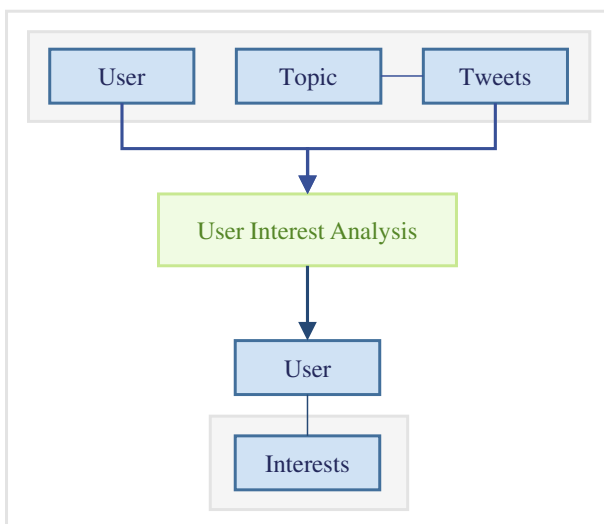 User
Topic
Tweets
User Interest Analysis
User
Interests